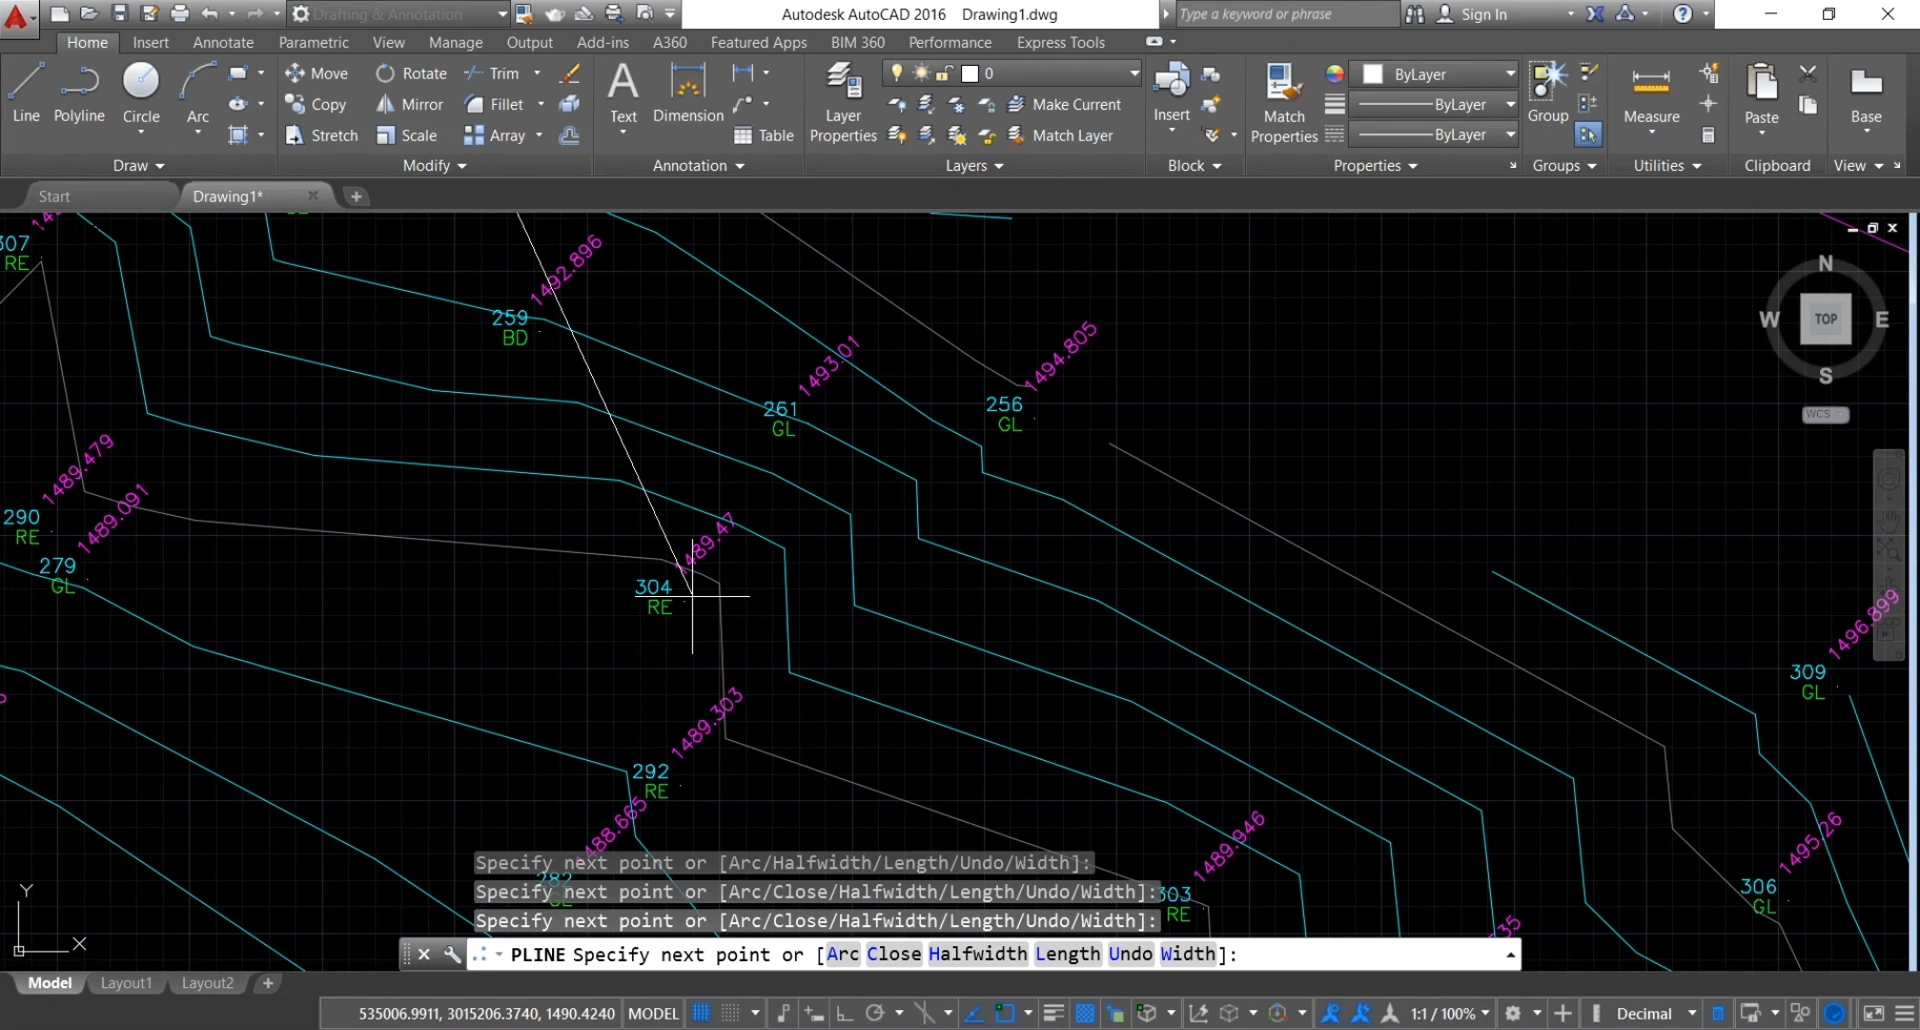 Drafting & Annotation
Autodesk AutoCAD 2016 Drawing1.dwg
Type a keyword or phrase
Sign In
Home Insert Annotate Parametric View Manage Output Add-ins A360 Featured Apps BIM 360 Performance Express Tools
Line
Polyline
Circle
Arc
Move Rotate Trim
Copy Mirror Fillet
Stretch Scale Array
Text
Dimension
Table
Layer Properties
0
Make Current
Match Layer
Insert
Match Properties
ByLayer
ByLayer
ByLayer
Group
Measure
Paste
Base
Draw Modify Annotation Layers Block Properties Groups Utilities Clipboard View
Start Drawing1*
307
RE
1492.896
259
BD
1493.01
261
GL
1494.805
256
GL
N
W TOP E
S
WCS
1489.479
1489.091
290
RE
279
GL
1489.47
304
RE
1496.899
309
GL
1489.303
292
RE
1488.665
282
GL
1489.946
303
RE
1495.26
306
GL
35
Specify next point or [Arc/Halfwidth/Length/Undo/Width]:
Specify next point or [Arc/Close/Halfwidth/Length/Undo/Width]:
Specify next point or [Arc/Close/Halfwidth/Length/Undo/Width]:
PLINE Specify next point or [Arc Close Halfwidth Length Undo Width]:
Y
X
Model Layout1 Layout2
535006.9911, 3015206.3740, 1490.4240 MODEL 1:1 / 100% Decimal